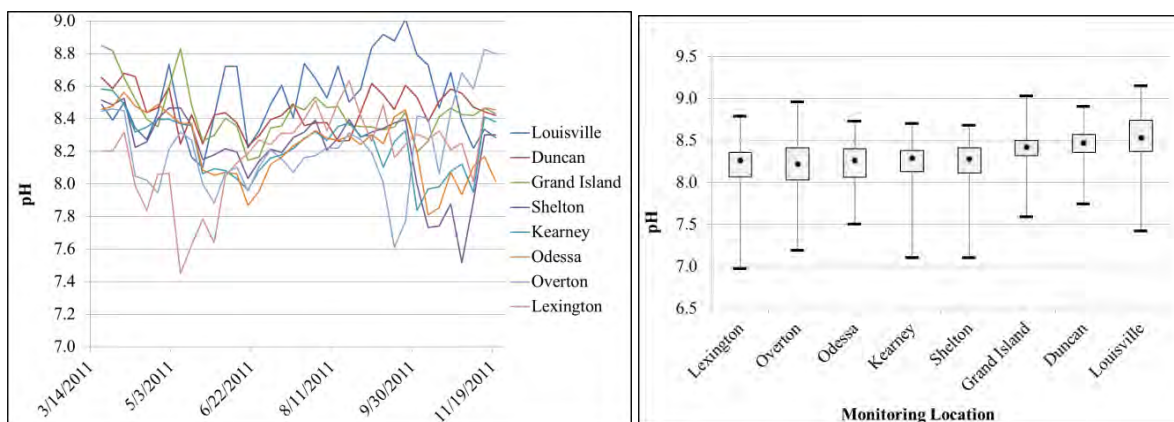 9.0
8.8
8.6
8.4
8.2
8.0
7.8
7.6
7.4
7.2
7.0
pH
3/14/2011
5/3/2011
6/22/2011
8/11/2011
9/30/2011
11/19/2011
Louisville
Duncan
Grand Island
Shelton
Kearney
Odessa
Overton
Lexington
9.5
9.0
8.5
8.0
7.5
7.0
6.5
pH
Lexington
Overton
Odessa
Kearney
Shelton
Grand Island
Duncan
Louisville
Monitoring Location